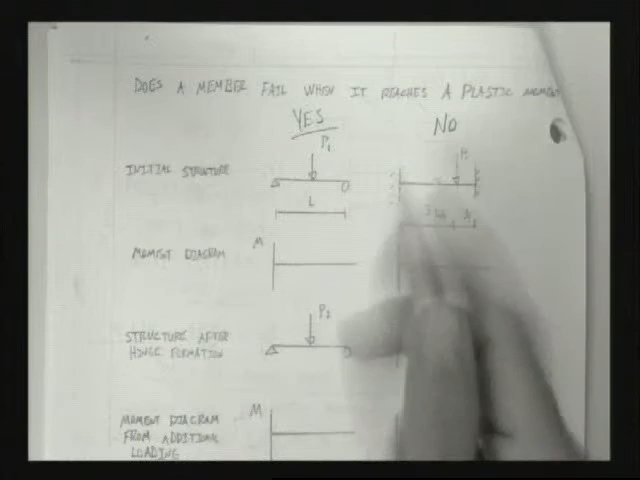 DOES A MEMBER FAIL WHEN IT REACHES A PLASTIC MOMENT
YES NO
P1
INITIAL STRUCTURE
L
MOMENT DIAGRAM M
STRUCTURE AFTER
HINGE FORMATION
P2
MOMENT DIAGRAM M
FROM ADDITIONAL
LOADING